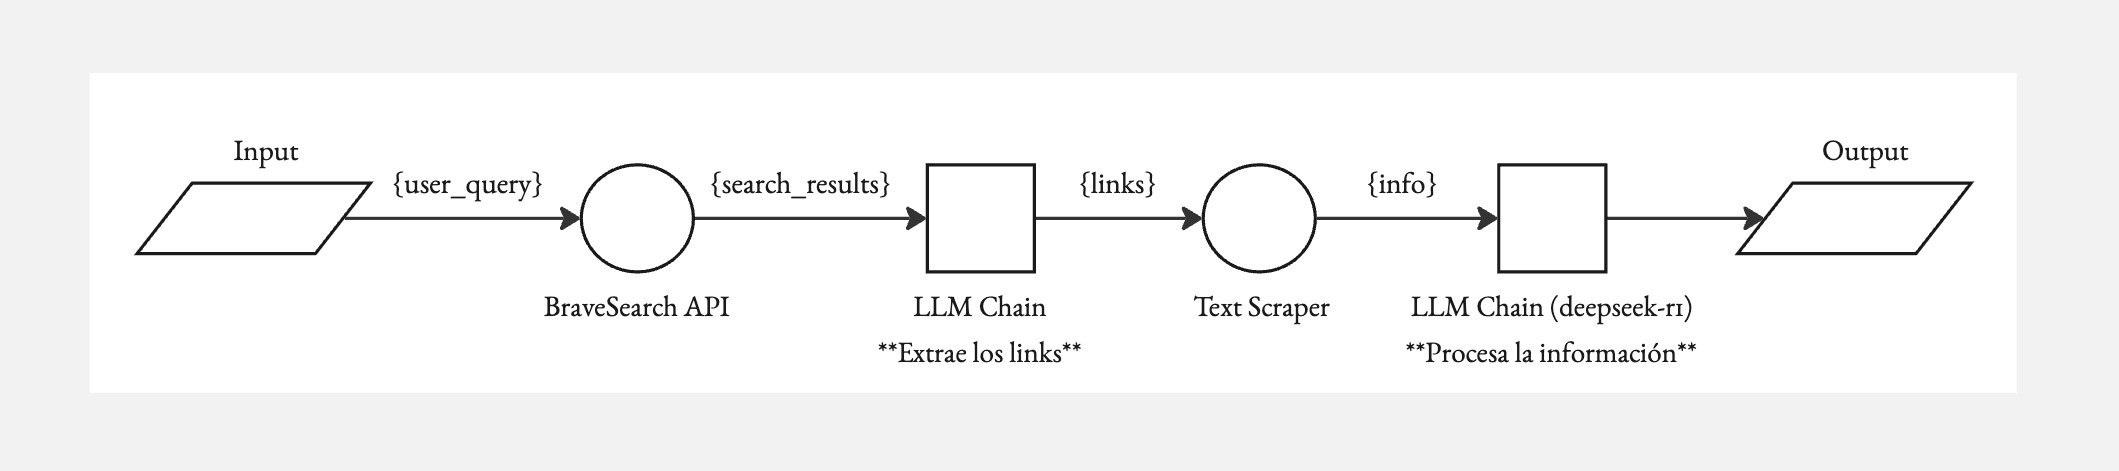 Input
{user_query}
{search_results}
{links}
{info}
Output
BraveSearch API
LLM Chain
**Extrae los links**
Text Scraper
LLM Chain (deepseek-r1)
**Procesa la información**